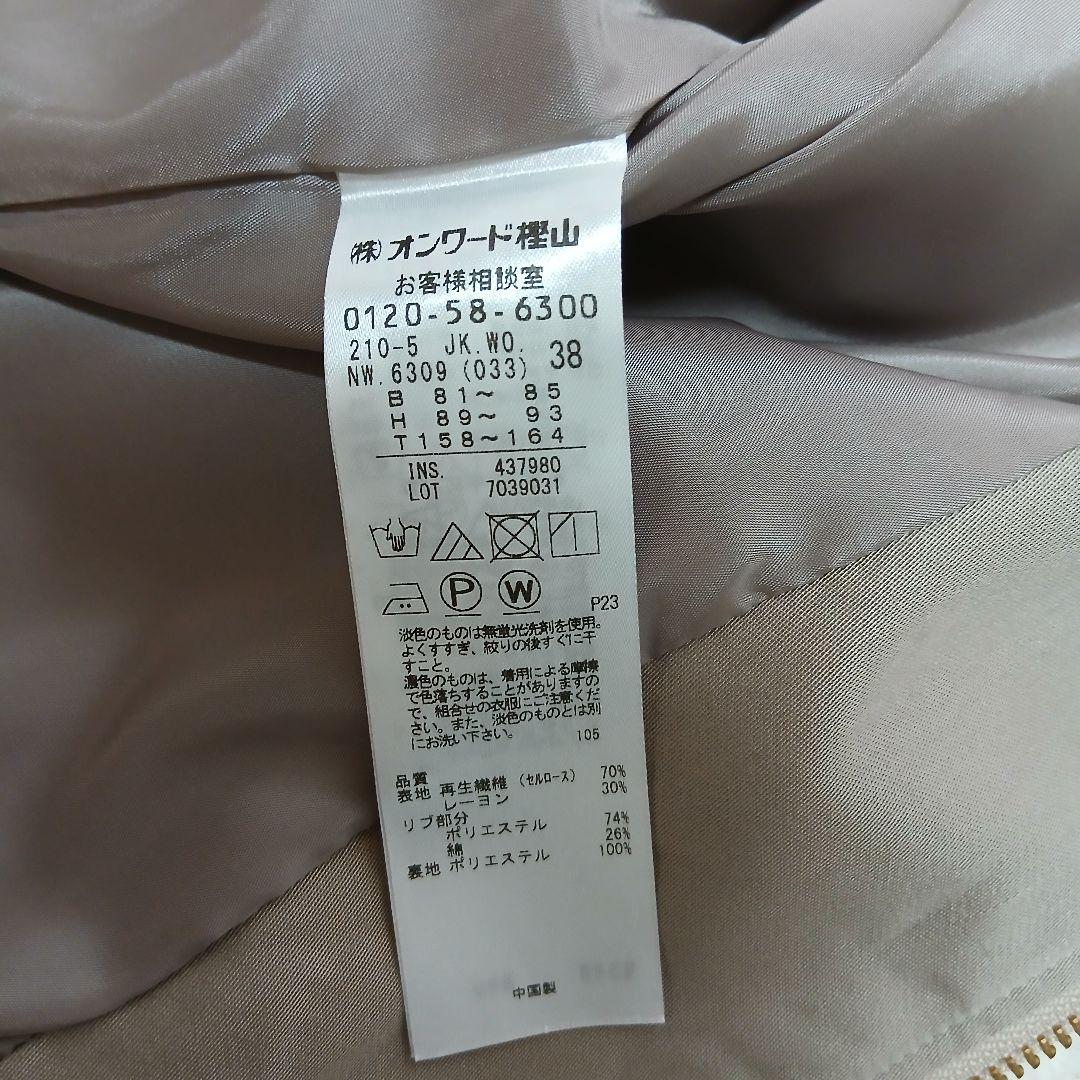 (株)オンワード樫山
お客様相談室
0120-58-6300
210-5 JK.WO.
NW.6309 (033) 38
B 81~ 85
H 89~ 93
T158~164
INS. 437980
LOT 7039031
P W P23
淡色のものは無蛍光洗剤を使用。
よくすすぎ、絞りの後すぐに干
すこと。
濃色のものは、着用による摩擦
で色落ちすることがありますの
で、組合せの衣服にご注意くだ
さい。また、淡色のものとは別
にお洗い下さい。 105
品質
表地 再生繊維(セルロース) 70%
レーヨン 30%
リブ部分
ポリエステル 74%
綿 26%
裏地 ポリエステル 100%
中国製